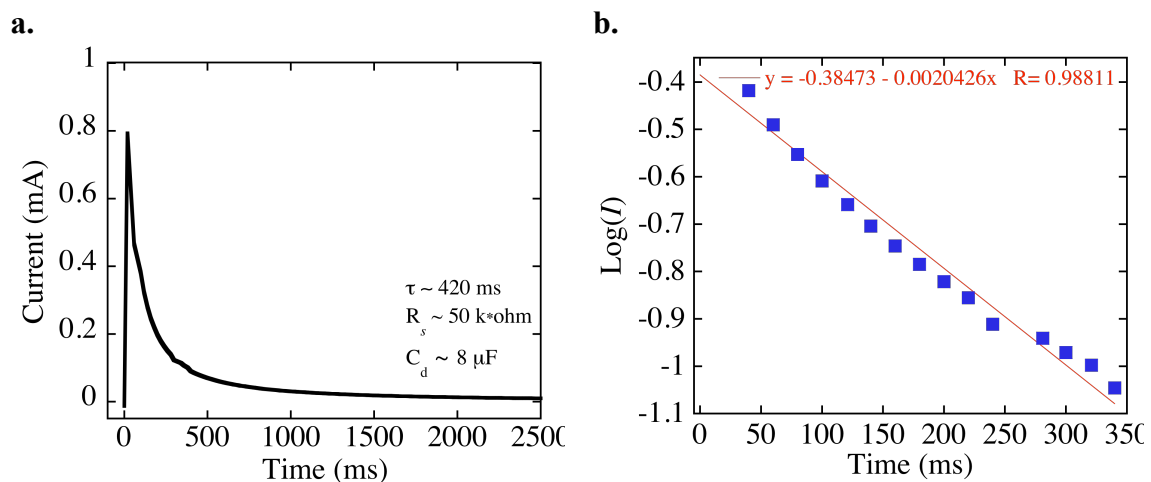 a.
1
0.8
0.6
0.4
0.2
0
Current (mA)
τ ~ 420 ms
R_s ~ 50 k*ohm
C_d ~ 8 μF
0 500 1000 1500 2000 250
Time (ms)
b.
y = -0.38473 - 0.0020426x R= 0.98811
-0.4
-0.5
-0.6
-0.7
-0.8
-0.9
-1
-1.1
Log(I)
0 50 100 150 200 250 300 350
Time (ms)